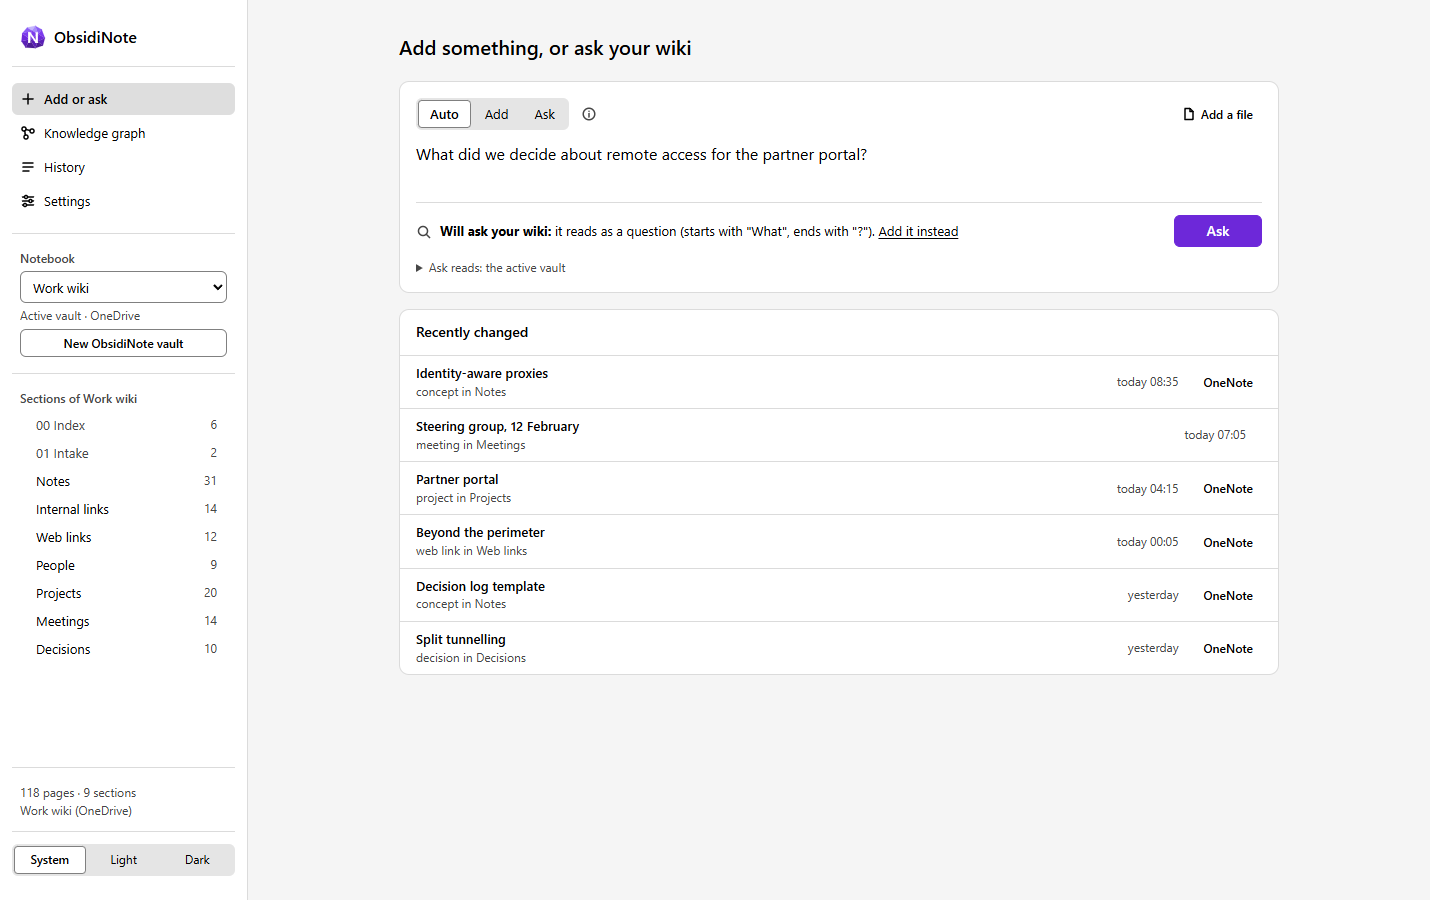 ObsidiNote
Add or ask
Knowledge graph
History
Settings
Notebook
Work wiki
Active vault · OneDrive
New ObsidiNote vault
Sections of Work wiki
00 Index 6
01 Intake 2
Notes 31
Internal links 14
Web links 12
People 9
Projects 20
Meetings 14
Decisions 10
118 pages · 9 sections
Work wiki (OneDrive)
System Light Dark
Add something, or ask your wiki
Auto Add Ask Add a file
What did we decide about remote access for the partner portal?
Will ask your wiki: it reads as a question (starts with "What", ends with "?"). Add it instead
Ask
Ask reads: the active vault
Recently changed
Identity-aware proxies
concept in Notes
today 08:35 OneNote
Steering group, 12 February
meeting in Meetings
today 07:05
Partner portal
project in Projects
today 04:15 OneNote
Beyond the perimeter
web link in Web links
today 00:05 OneNote
Decision log template
concept in Notes
yesterday OneNote
Split tunnelling
decision in Decisions
yesterday OneNote